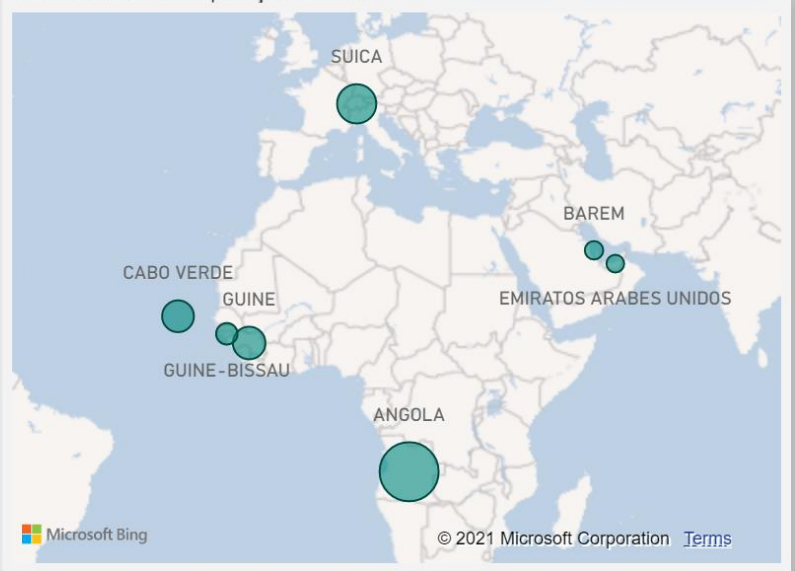 SUICA
BAREM
CABO VERDE
GUINE
EMIRATOS ARABES UNIDOS
GUINE-BISSAU
ANGOLA
Microsoft Bing
© 2021 Microsoft Corporation Terms